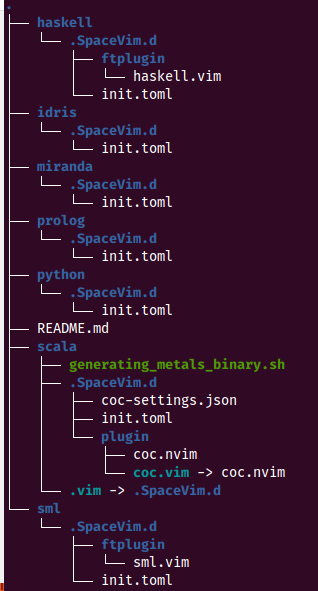 .
├── haskell
│   └── .SpaceVim.d
│       ├── ftplugin
│       │   └── haskell.vim
│       └── init.toml
├── idris
│   └── .SpaceVim.d
│       └── init.toml
├── miranda
│   └── .SpaceVim.d
│       └── init.toml
├── prolog
│   └── .SpaceVim.d
│       └── init.toml
├── python
│   └── .SpaceVim.d
│       └── init.toml
├── README.md
├── scala
│   ├── generating_metals_binary.sh
│   ├── .SpaceVim.d
│   │   ├── coc-settings.json
│   │   ├── init.toml
│   │   └── plugin
│   │       ├── coc.nvim
│   │       └── coc.vim -> coc.nvim
│   └── .vim -> .SpaceVim.d
└── sml
    └── .SpaceVim.d
        ├── ftplugin
        │   └── sml.vim
        └── init.toml